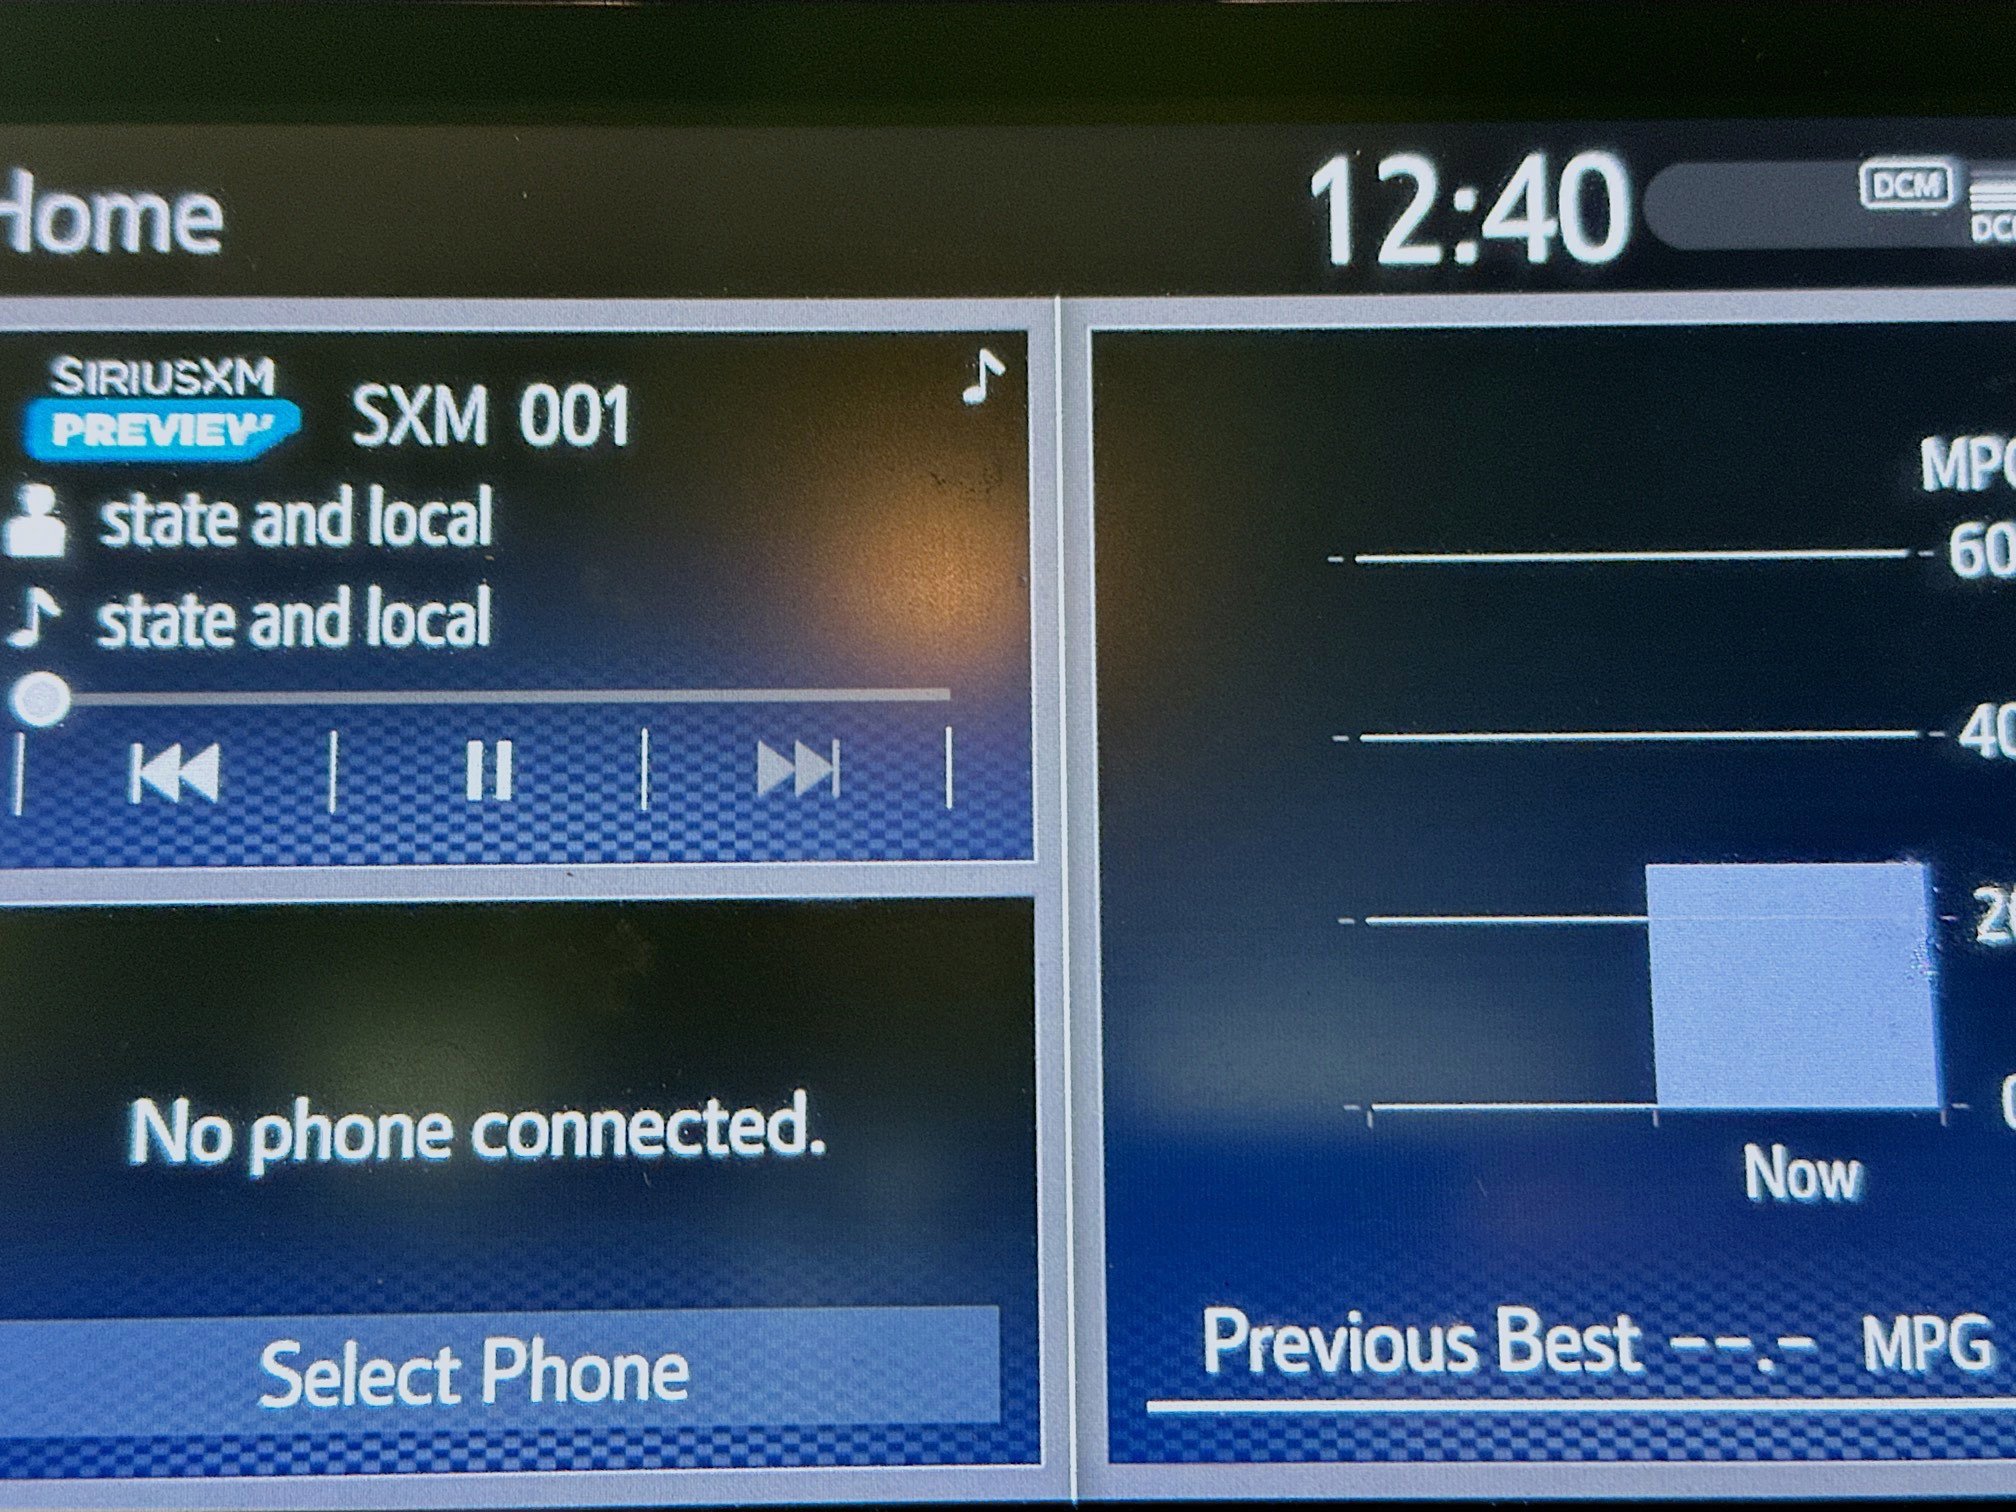 Home
12:40
DCM
SIRIUSXM
PREVIEW
SXM 001
state and local
state and local
No phone connected.
Select Phone
60
40
Now
Previous Best --.- MPG